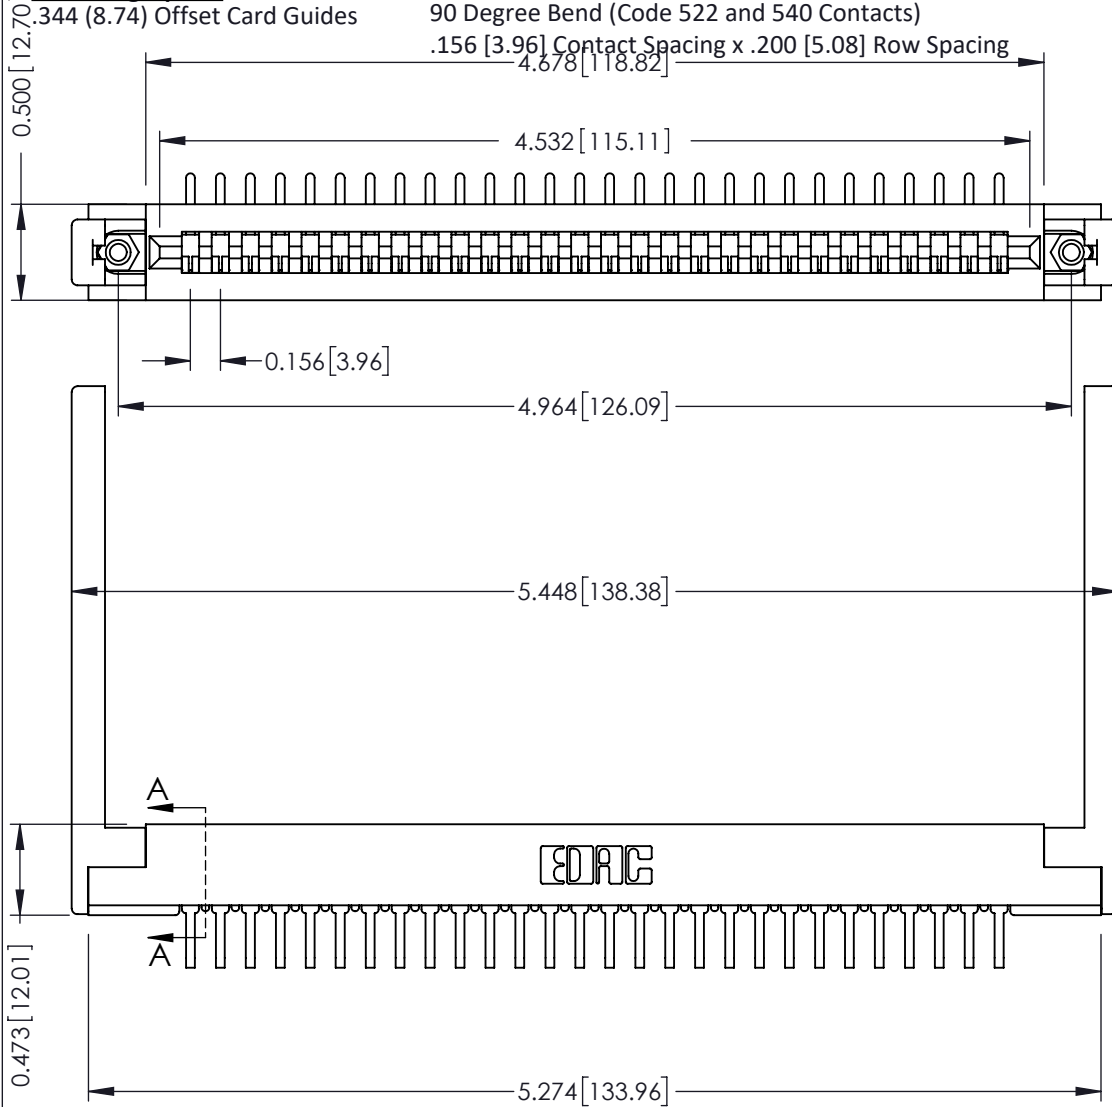 .344 (8.74) Offset Card Guides
90 Degree Bend (Code 522 and 540 Contacts)
.156 [3.96] Contact Spacing x .200 [5.08] Row Spacing
0.500 [12.70
4.678 [118.82]
4.532 [115.11]
0.156 [3.96]
4.964 [126.09]
5.448 [138.38]
A
EDAC
A
0.473 [12.01]
5.274 [133.96]